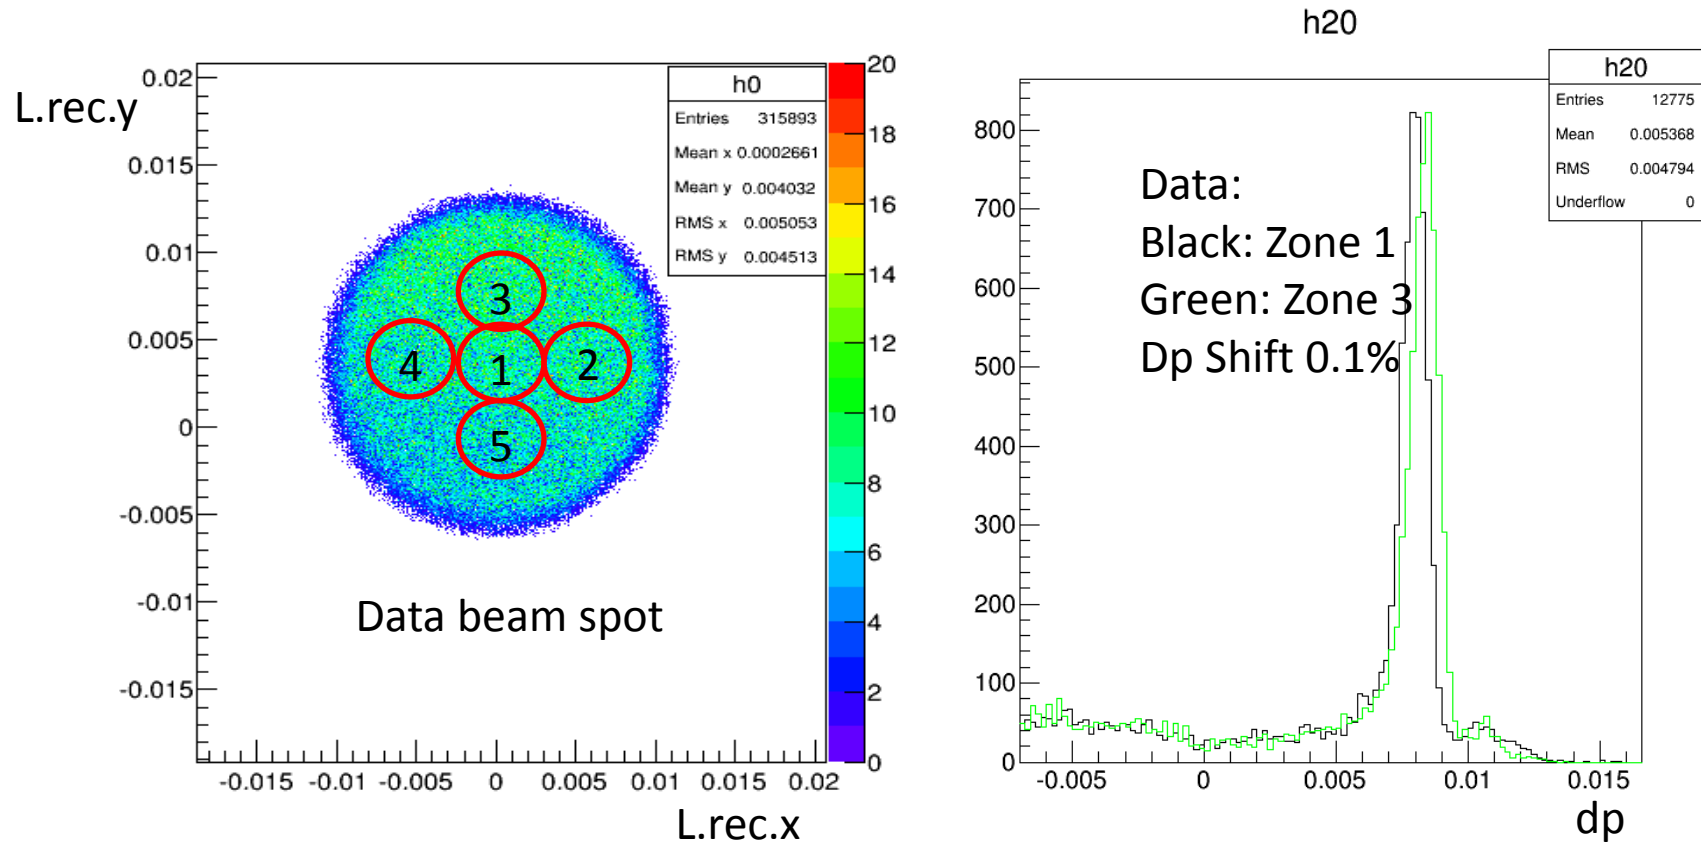 L.rec.y
0.02
0.015
0.01
0.005
0
-0.005
-0.01
-0.015
-0.015 -0.01 -0.005 0 0.005 0.01 0.015 0.02
L.rec.x
h0
Entries 315893
Mean x 0.0002661
Mean y 0.004032
RMS x 0.005053
RMS y 0.004513
20
18
16
14
12
10
8
6
4
2
0
3
4 1 2
5
Data beam spot
h20
h20
Entries 12775
Mean 0.005368
RMS 0.004794
Underflow 0
800
700
600
500
400
300
200
100
0
Data:
Black: Zone 1
Green: Zone 3
Dp Shift 0.1%
-0.005 0 0.005 0.01 0.015
dp